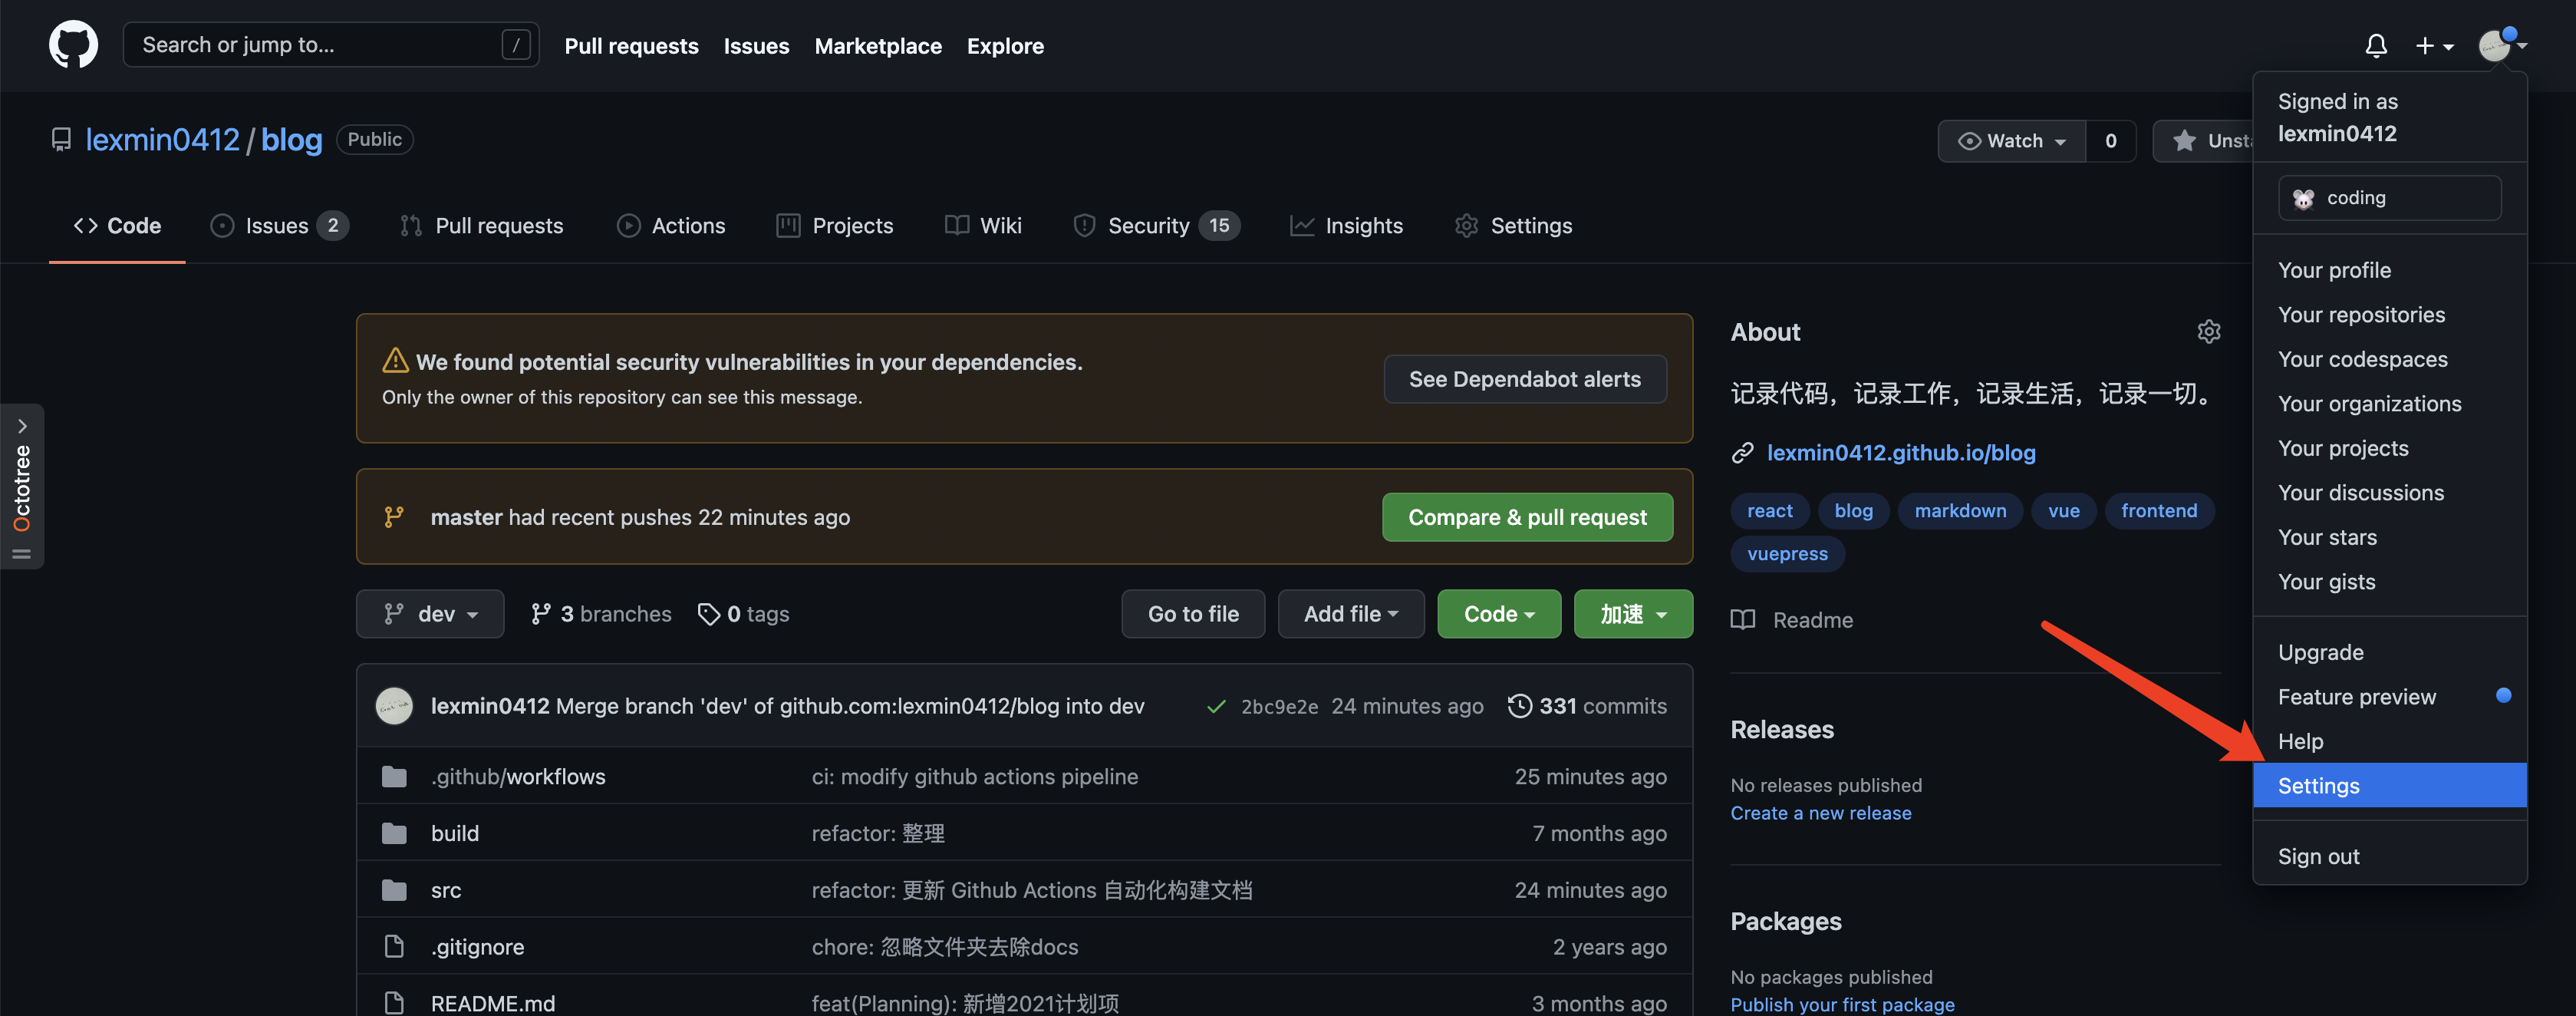 Search or jump to... /
Pull requests
Issues
Marketplace
Explore
lexmin0412 / blog Public
Watch 0
Code
Issues 2
Pull requests
Actions
Projects
Wiki
Security 15
Insights
Settings
Octotree
We found potential security vulnerabilities in your dependencies.
Only the owner of this repository can see this message.
See Dependabot alerts
master had recent pushes 22 minutes ago
Compare & pull request
dev
3 branches
0 tags
Go to file
Add file
Code
加速
lexmin0412 Merge branch 'dev' of github.com:lexmin0412/blog into dev
2bc9e2e 24 minutes ago
331 commits
.github/workflows ci: modify github actions pipeline 25 minutes ago
build refactor: 整理 7 months ago
src refactor: 更新 Github Actions 自动化构建文档 24 minutes ago
.gitignore chore: 忽略文件夹去除docs 2 years ago
README.md feat(Planning): 新增2021计划项 3 months ago
About
记录代码，记录工作，记录生活，记录一切。
lexmin0412.github.io/blog
react blog markdown vue frontend
vuepress
Readme
Releases
No releases published
Create a new release
Packages
No packages published
Publish your first package
Signed in as
lexmin0412
coding
Your profile
Your repositories
Your codespaces
Your organizations
Your projects
Your discussions
Your stars
Your gists
Upgrade
Feature preview
Help
Settings
Sign out